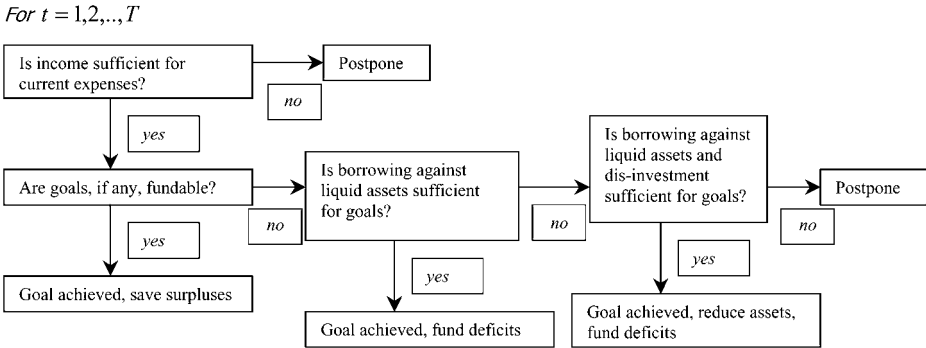 For t = 1,2,..,T
Is income sufficient for
current expenses?
Postpone
no
yes
Are goals, if any, fundable?
no
Is borrowing against
liquid assets sufficient
for goals?
no
Is borrowing against
liquid assets and
dis-investment
sufficient for goals?
no
Postpone
yes
Goal achieved, save surpluses
yes
Goal achieved, fund deficits
yes
Goal achieved, reduce assets,
fund deficits